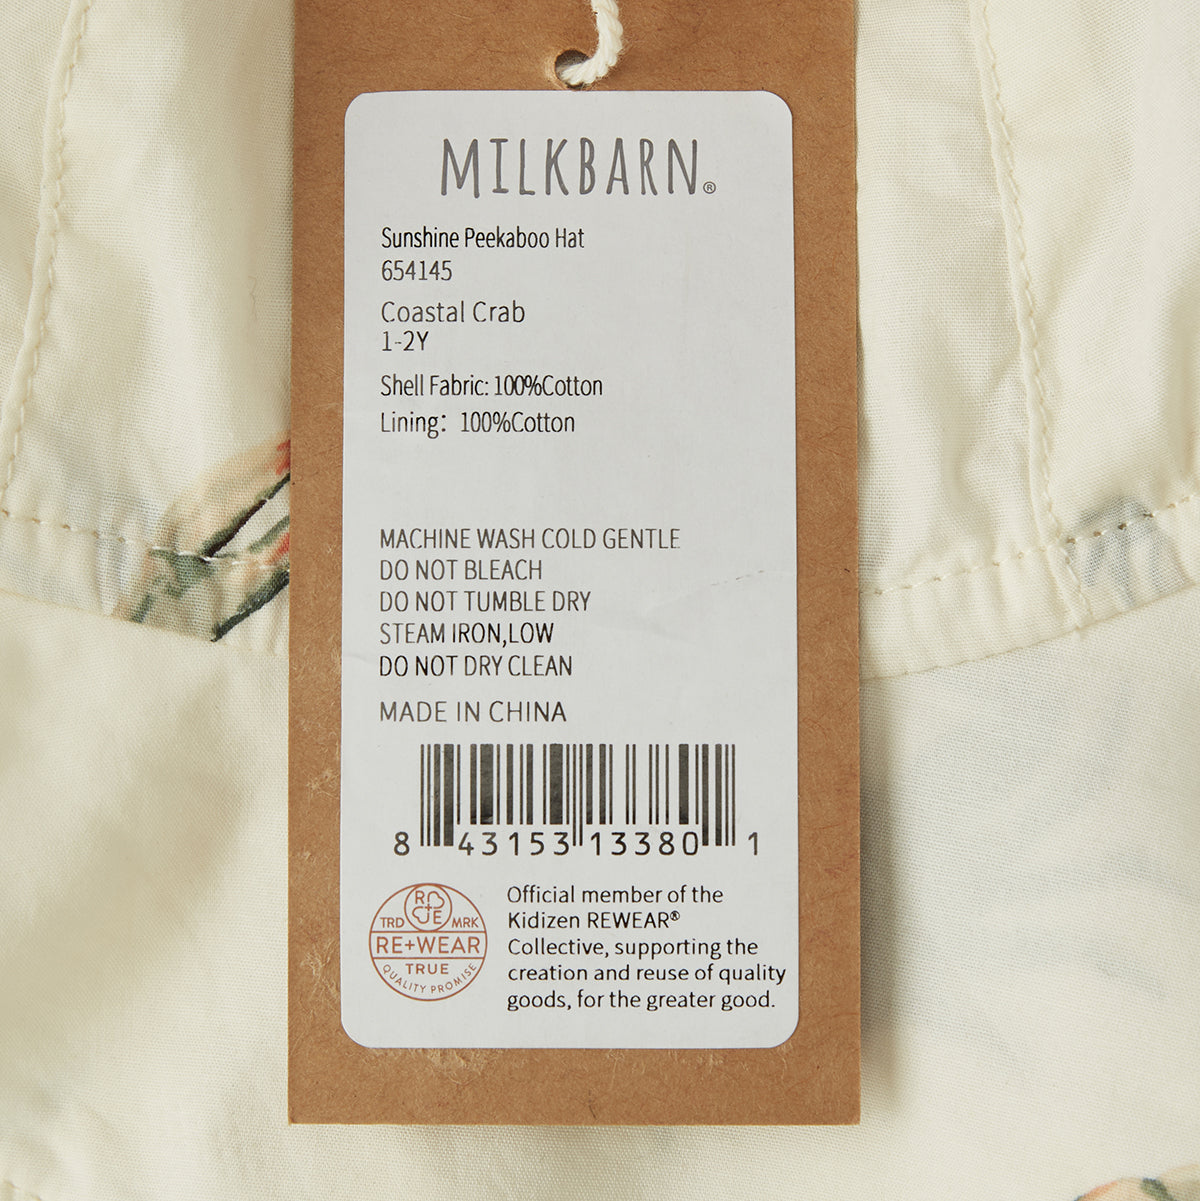 MILKBARN®
Sunshine Peekaboo Hat
654145
Coastal Crab
1-2Y
Shell Fabric: 100%Cotton
Lining: 100%Cotton
MACHINE WASH COLD GENTLE
DO NOT BLEACH
DO NOT TUMBLE DRY
STEAM IRON,LOW
DO NOT DRY CLEAN
MADE IN CHINA
8 43153 13380 1
R
JE
TRD MRK
RE+WEAR
TRUE
QUALITY PROMISE
Official member of the
Kidizen REWEAR®
Collective, supporting the
creation and reuse of quality
goods, for the greater good.